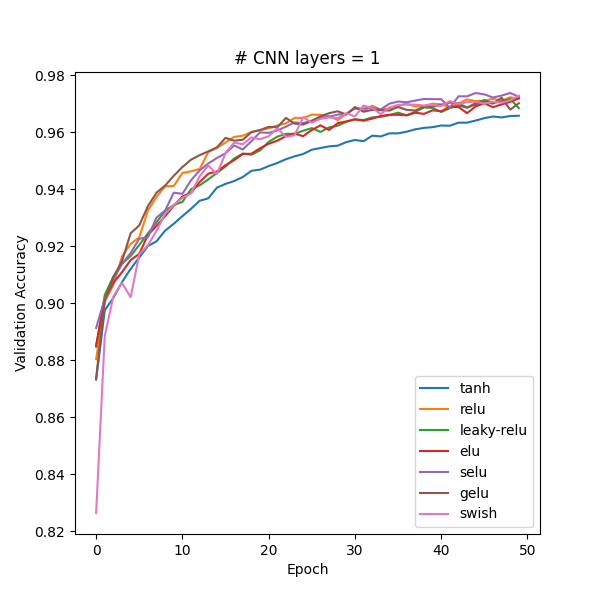 # CNN layers = 1
0.98
0.96
0.94
0.92
0.90
0.88
0.86
0.84
0.82
Validation Accuracy
tanh
relu
leaky-relu
elu
selu
gelu
swish
0 10 20 30 40 50
Epoch